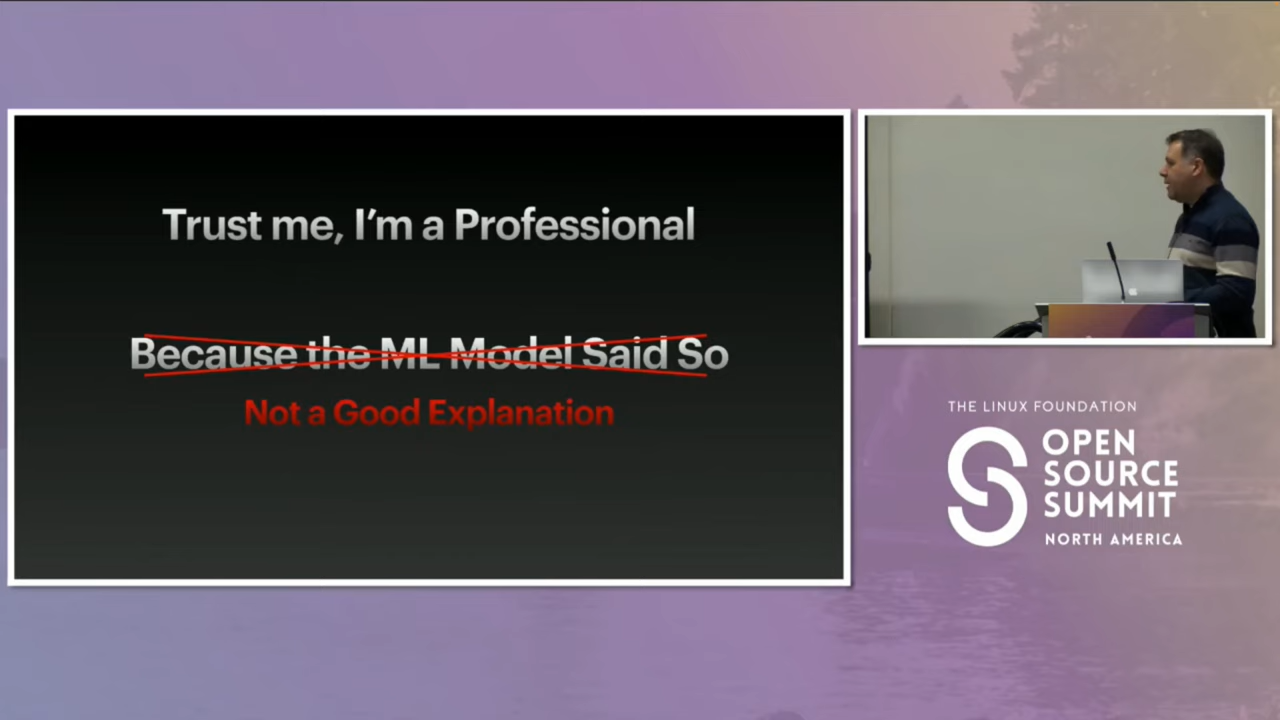 Trust me, I'm a Professional
Because the ML Model Said So
Not a Good Explanation
THE LINUX FOUNDATION
OPEN
SOURCE
SUMMIT
NORTH AMERICA